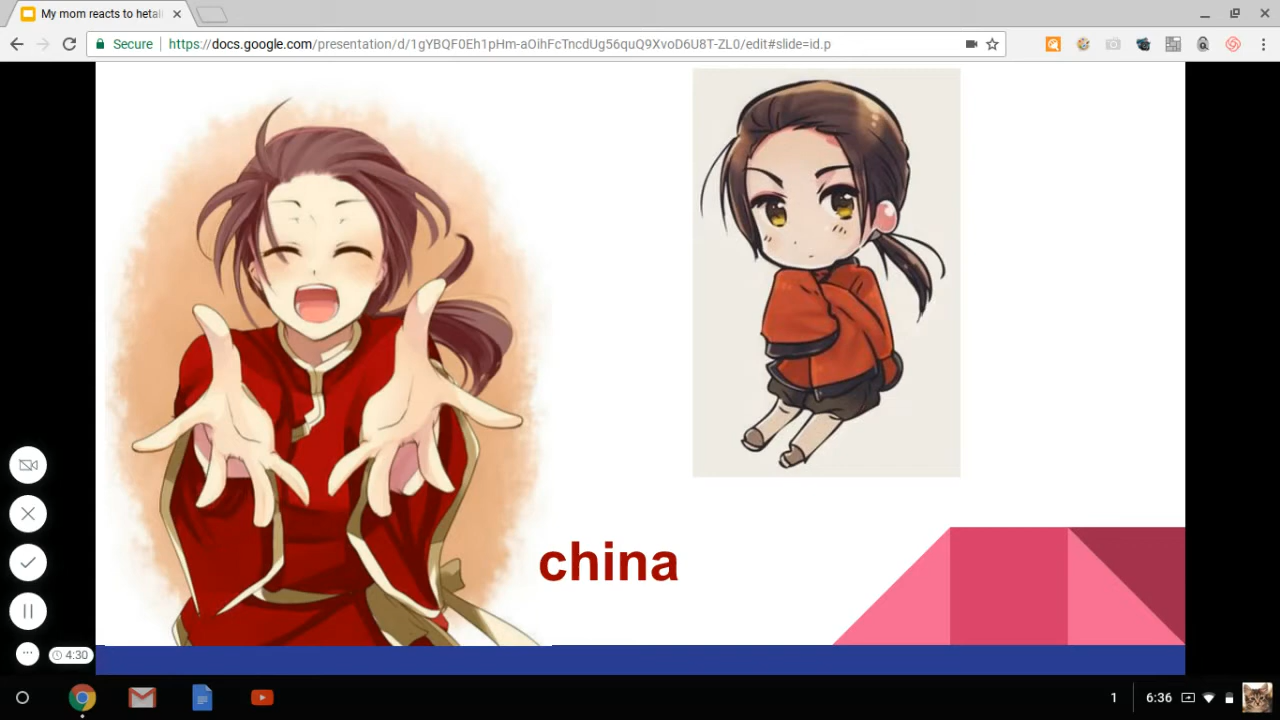 My mom reacts to hetali
Secure
https://docs.google.com/presentation/d/1gYBQF0Eh1pHm-aOihFcTncdUg56quQ9XvoD6U8T-ZL0/edit#slide=id.p
china
4:30
1
6:36